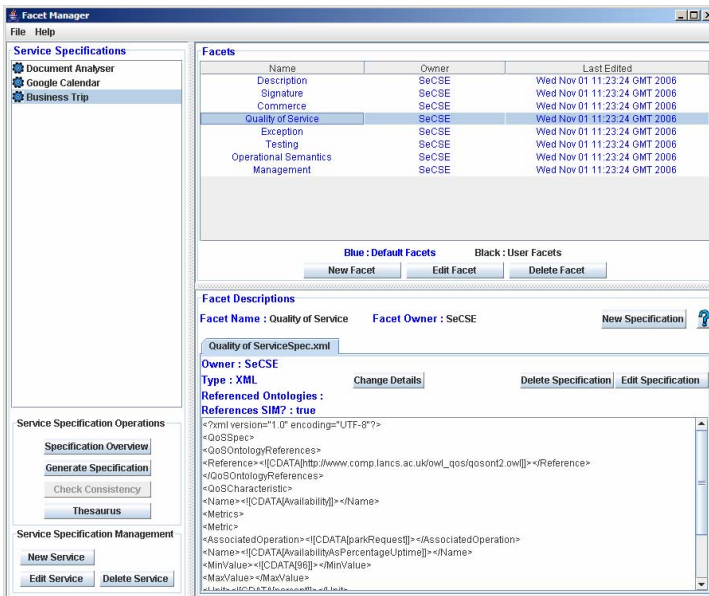 Facet Manager
File Help
Service Specifications
Document Analyser
Google Calendar
Business Trip
Service Specification Operations
Specification Overview
Generate Specification
Check Consistency
Thesaurus
Service Specification Management
New Service
Edit Service Delete Service
Facets
Name Owner Last Edited
Description SeCSE Wed Nov 01 11:23:24 GMT 2006
Signature SeCSE Wed Nov 01 11:23:24 GMT 2006
Commerce SeCSE Wed Nov 01 11:23:24 GMT 2006
Quality of Service SeCSE Wed Nov 01 11:23:24 GMT 2006
Exception SeCSE Wed Nov 01 11:23:24 GMT 2006
Testing SeCSE Wed Nov 01 11:23:24 GMT 2006
Operational Semantics SeCSE Wed Nov 01 11:23:24 GMT 2006
Management SeCSE Wed Nov 01 11:23:24 GMT 2006
Blue : Default Facets Black : User Facets
New Facet Edit Facet Delete Facet
Facet Descriptions
Facet Name : Quality of Service Facet Owner : SeCSE New Specification ?
Quality of ServiceSpec.xml
Owner : SeCSE
Type : XML Change Details Delete Specification Edit Specification
Referenced Ontologies :
References SIM? : true
<?xml version="1.0" encoding="UTF-8"?>
<QoSSpec>
<QoSOntologyReferences>
<Reference><![CDATA[http://www.comp.lancs.ac.uk/owl_qos/qosont2.owl]]></Reference>
</QoSOntologyReferences>
<QoSCharacteristic>
<Name><![CDATA[Availability]]></Name>
<Metrics>
<Metric>
<AssociatedOperation><![CDATA[parkRequest]]></AssociatedOperation>
<Name><![CDATA[AvailabilityAsPercentageUptime]]></Name>
<MinValue><![CDATA[96]]></MinValue>
<MaxValue></MaxValue>
<Unit><![CDATA[percent]]></Unit>